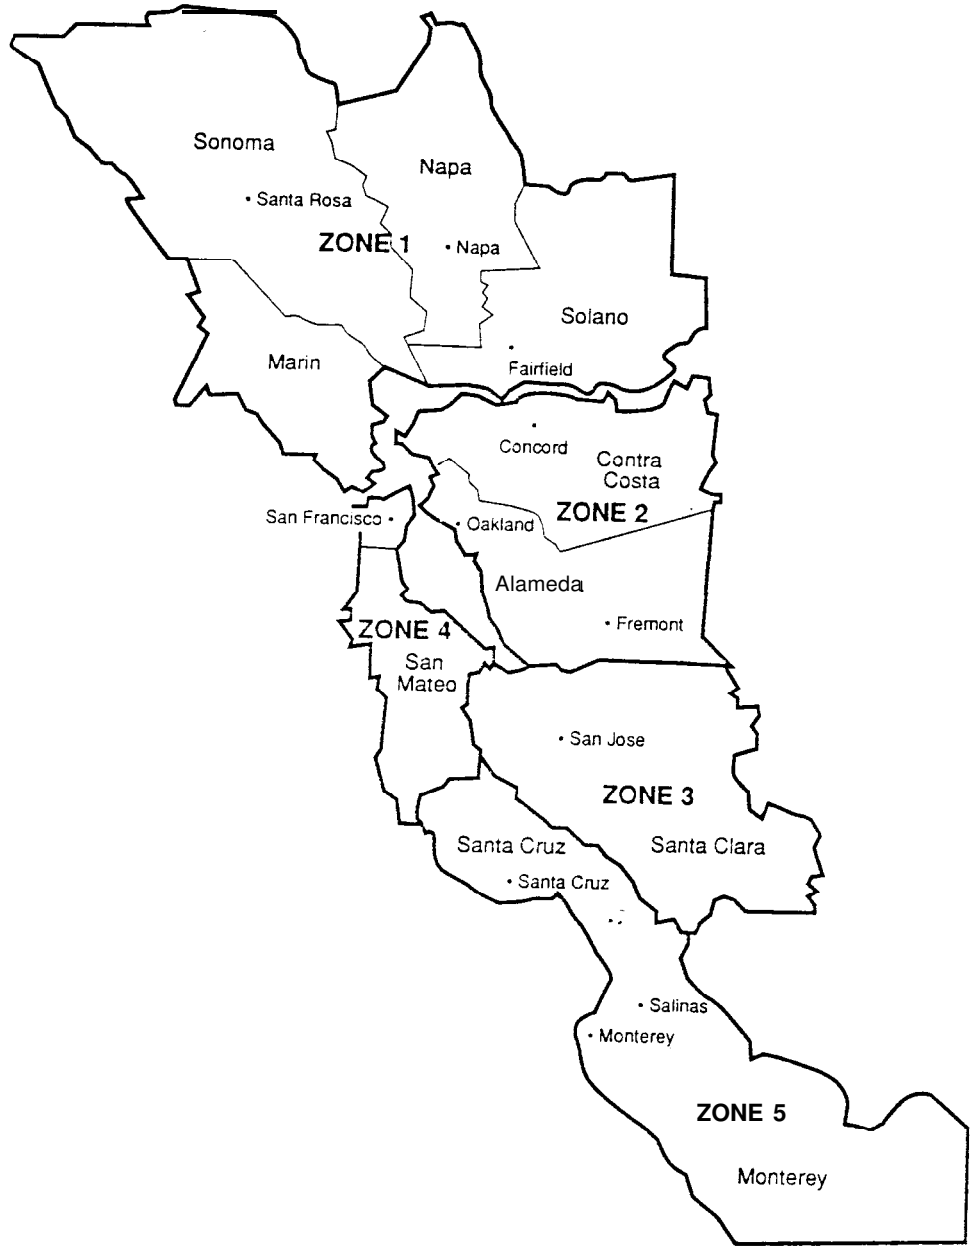 Sonoma
Napa
Santa Rosa
ZONE 1
Napa
Solano
Marin
Fairfield
Concord
Contra
Costa
ZONE 2
San Francisco
Oakland
Alameda
Fremont
ZONE 4
San
Mateo
San Jose
ZONE 3
Santa Cruz
Santa Clara
Santa Cruz
Salinas
Monterey
ZONE 5
Monterey